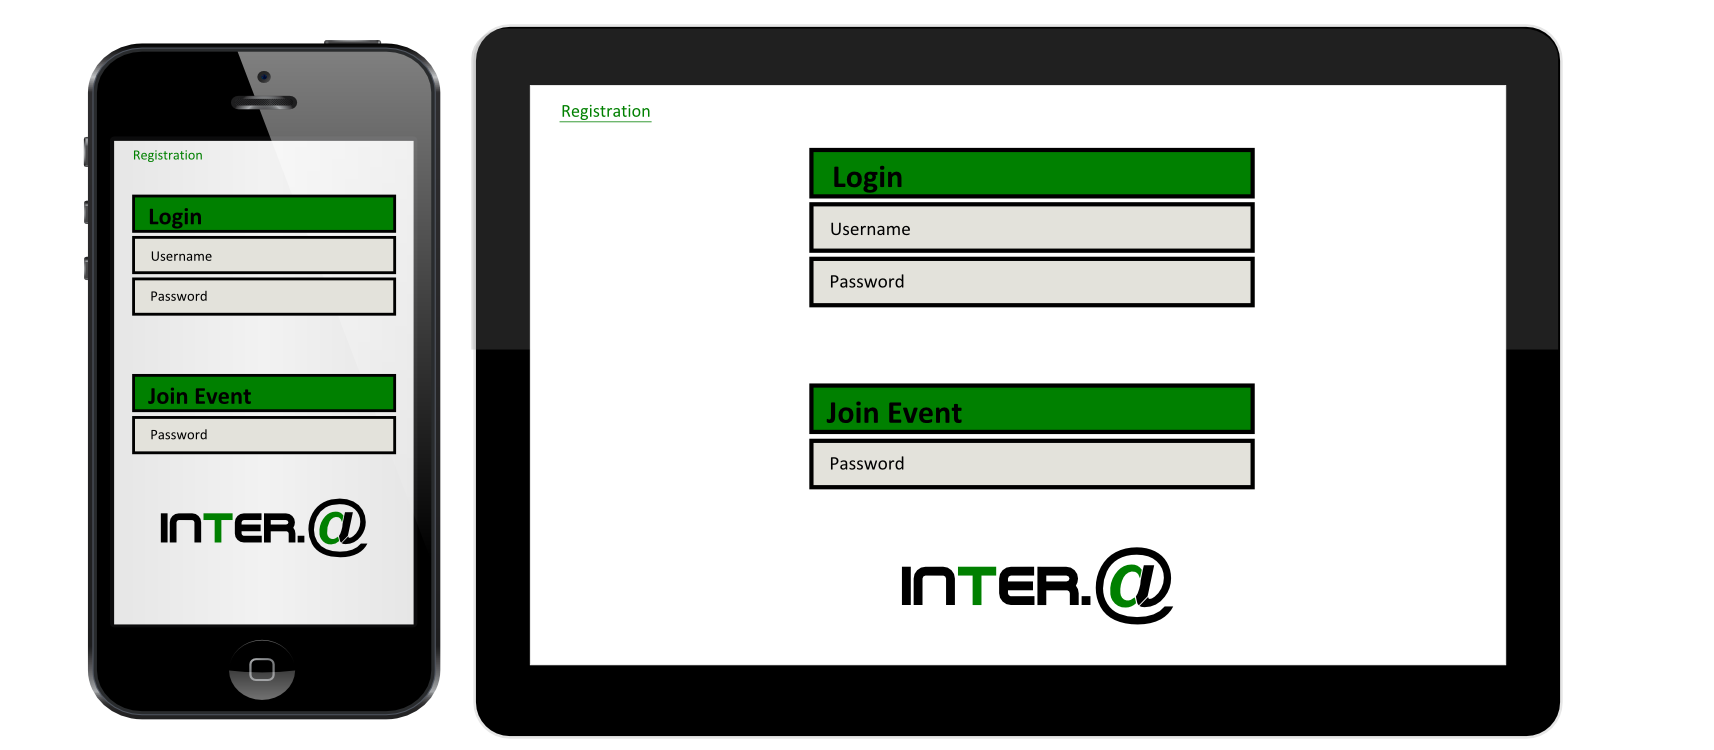 Registration
Login
Username
Password
Join Event
Password
INTER.@
Registration
Login
Username
Password
Join Event
Password
INTER.@